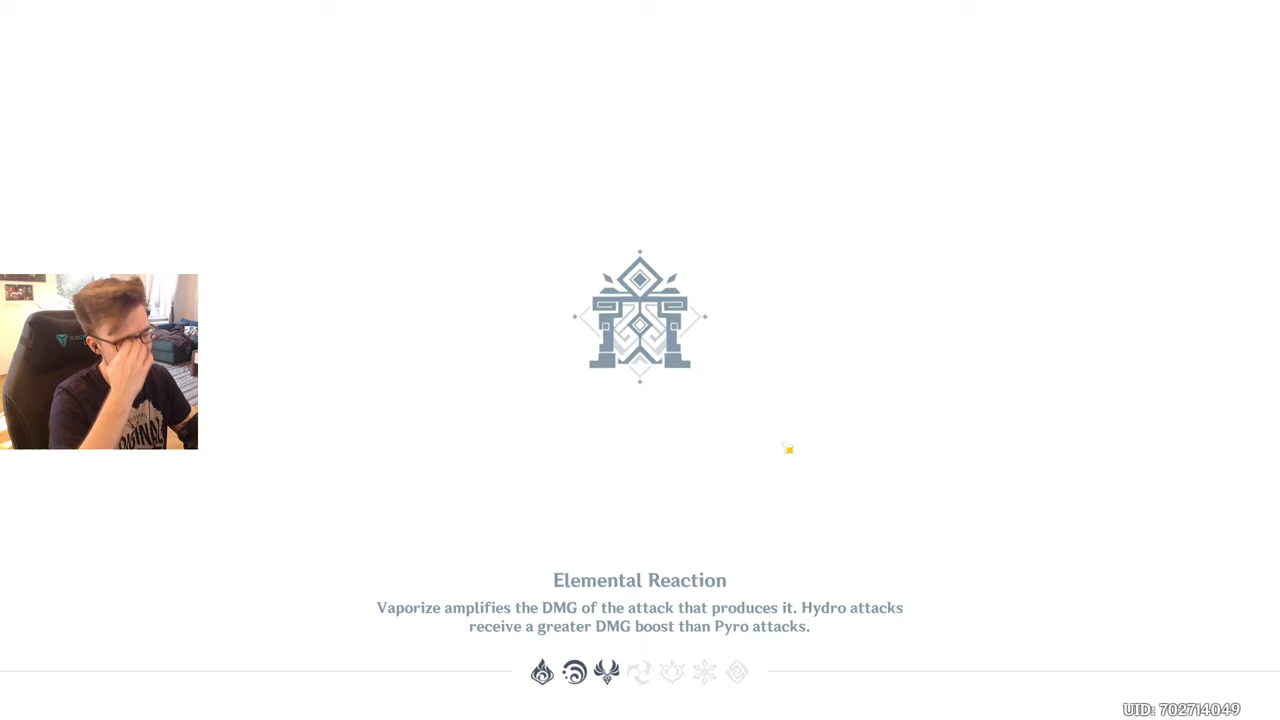 ORIGINAL
Elemental Reaction
Vaporize amplifies the DMG of the attack that produces it. Hydro attacks
receive a greater DMG boost than Pyro attacks.
UID: 702714049